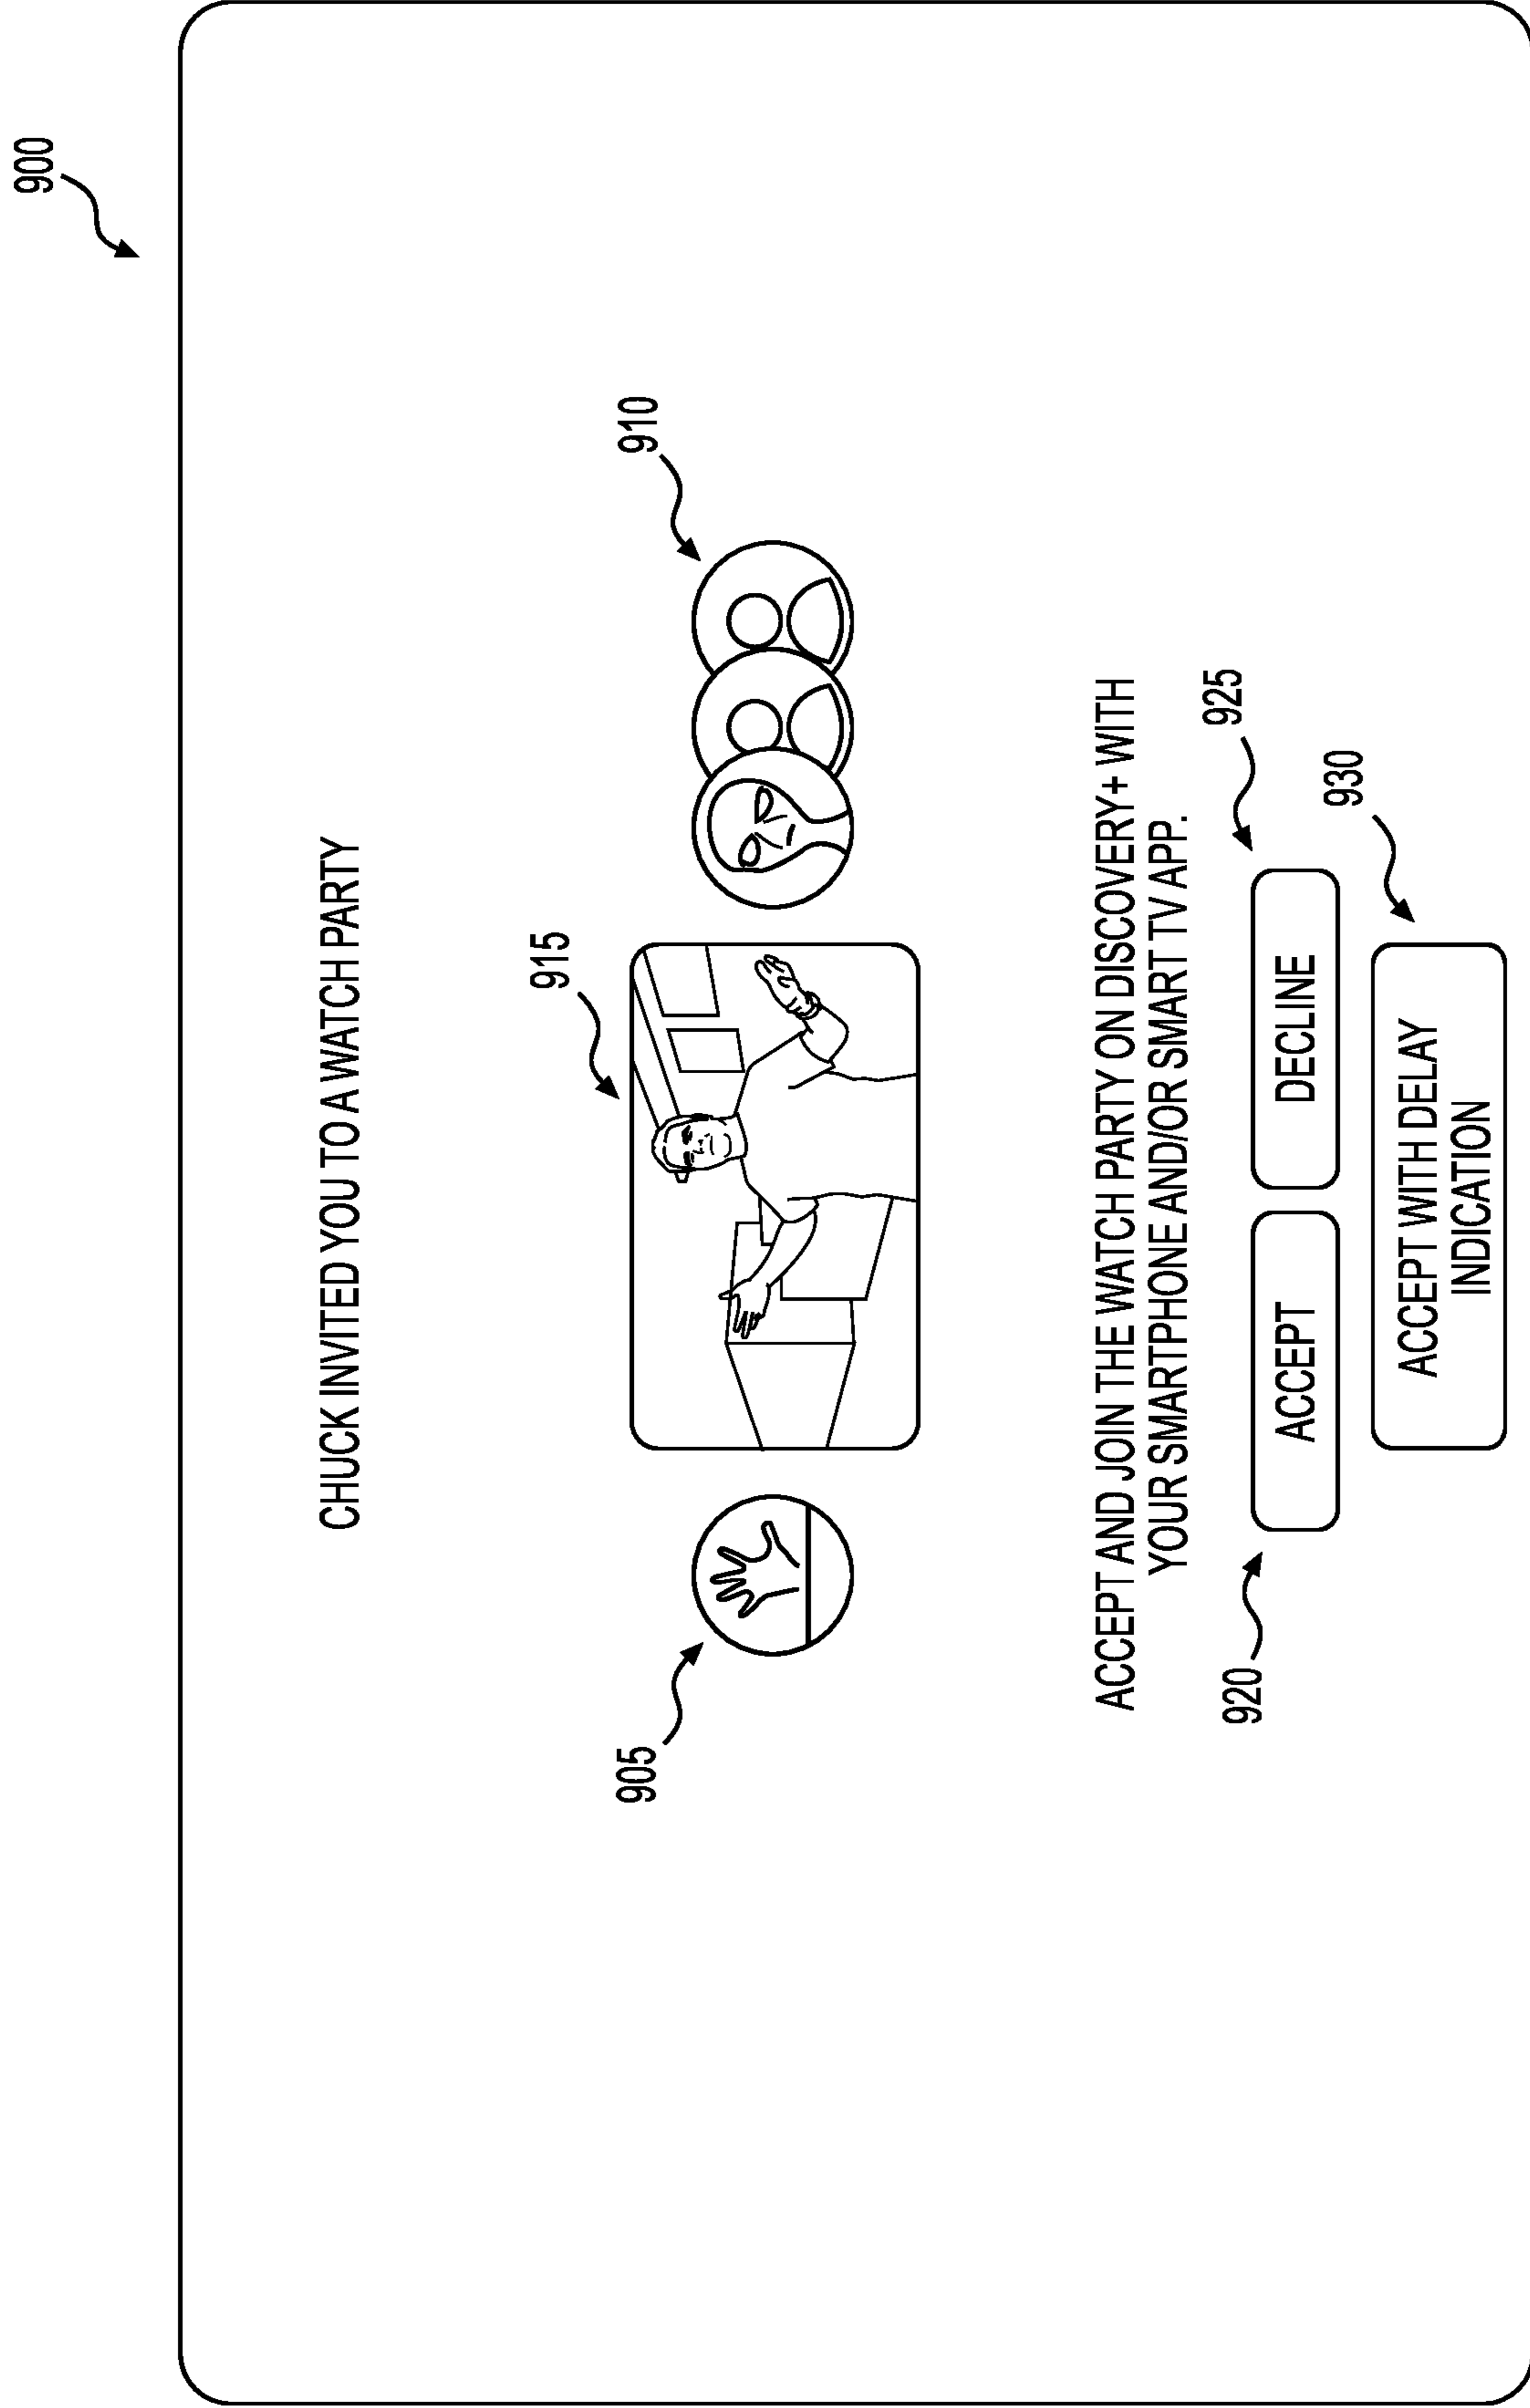 900
CHUCK INVITED YOU TO A WATCH PARTY
915
905
910
ACCEPT AND JOIN THE WATCH PARTY ON DISCOVERY+ WITH
YOUR SMARTPHONE AND/OR SMART TV APP.
920
ACCEPT
DECLINE
925
ACCEPT WITH DELAY
INDICATION
930